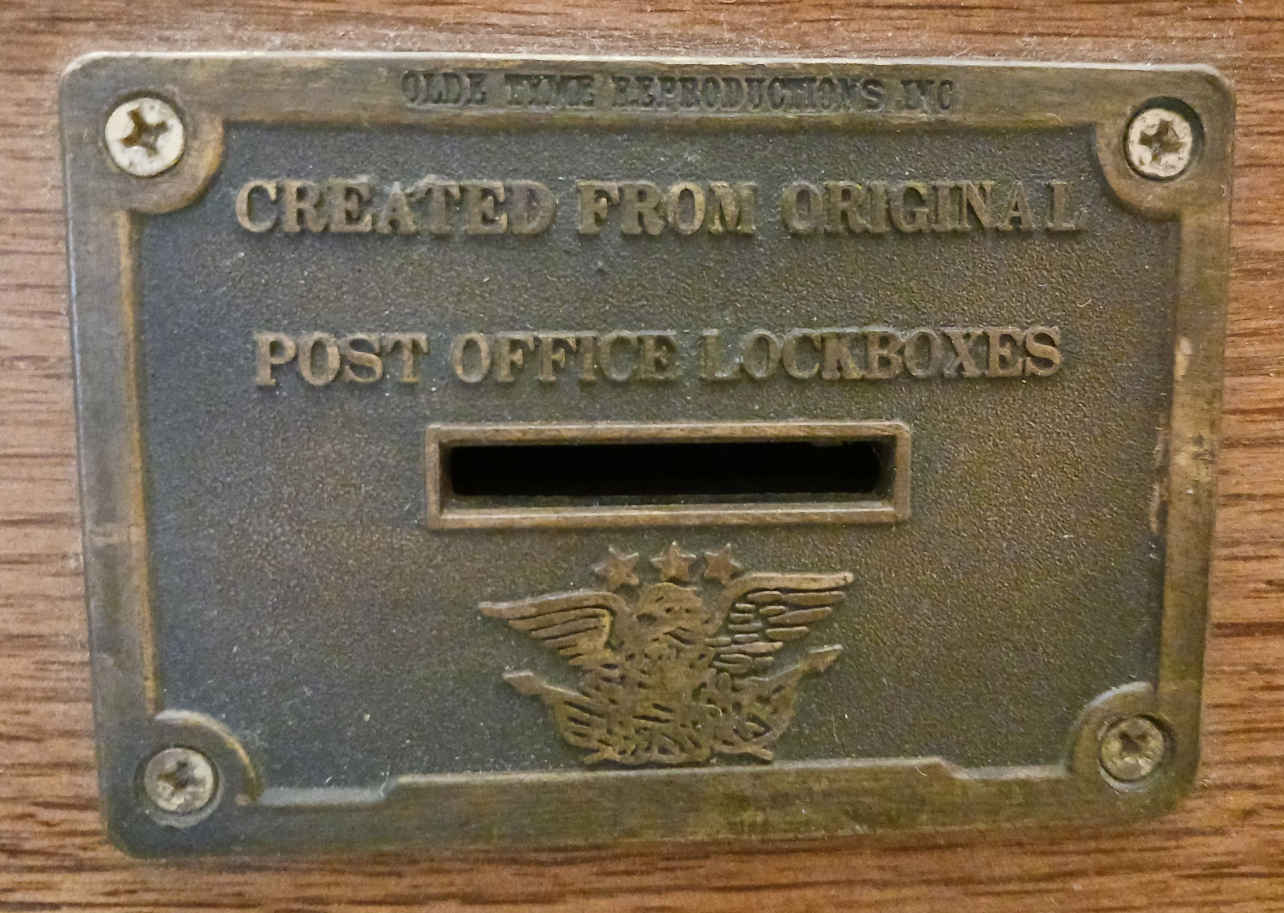 OLDE TYME REPRODUCTIONS INC
CREATED FROM ORIGINAL
POST OFFICE LOCKBOXES